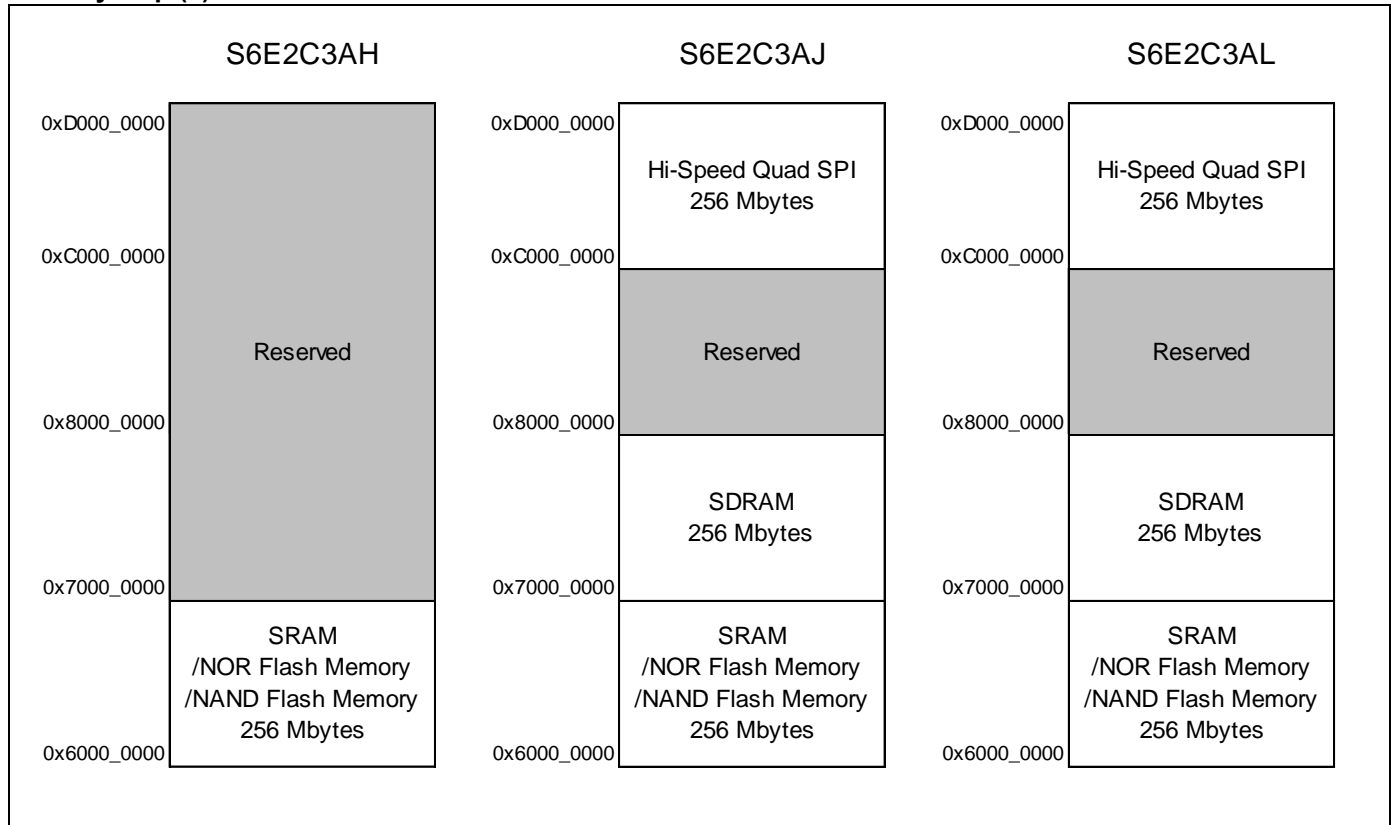 S6E2C3AH
S6E2C3AJ
S6E2C3AL
0xD000_0000
0xC000_0000
Reserved
0x8000_0000
0x7000_0000
SRAM
/NOR Flash Memory
/NAND Flash Memory
256 Mbytes
0x6000_0000
0xD000_0000
Hi-Speed Quad SPI
256 Mbytes
0xC000_0000
Reserved
0x8000_0000
SDRAM
256 Mbytes
0x7000_0000
SRAM
/NOR Flash Memory
/NAND Flash Memory
256 Mbytes
0x6000_0000
0xD000_0000
Hi-Speed Quad SPI
256 Mbytes
0xC000_0000
Reserved
0x8000_0000
SDRAM
256 Mbytes
0x7000_0000
SRAM
/NOR Flash Memory
/NAND Flash Memory
256 Mbytes
0x6000_0000